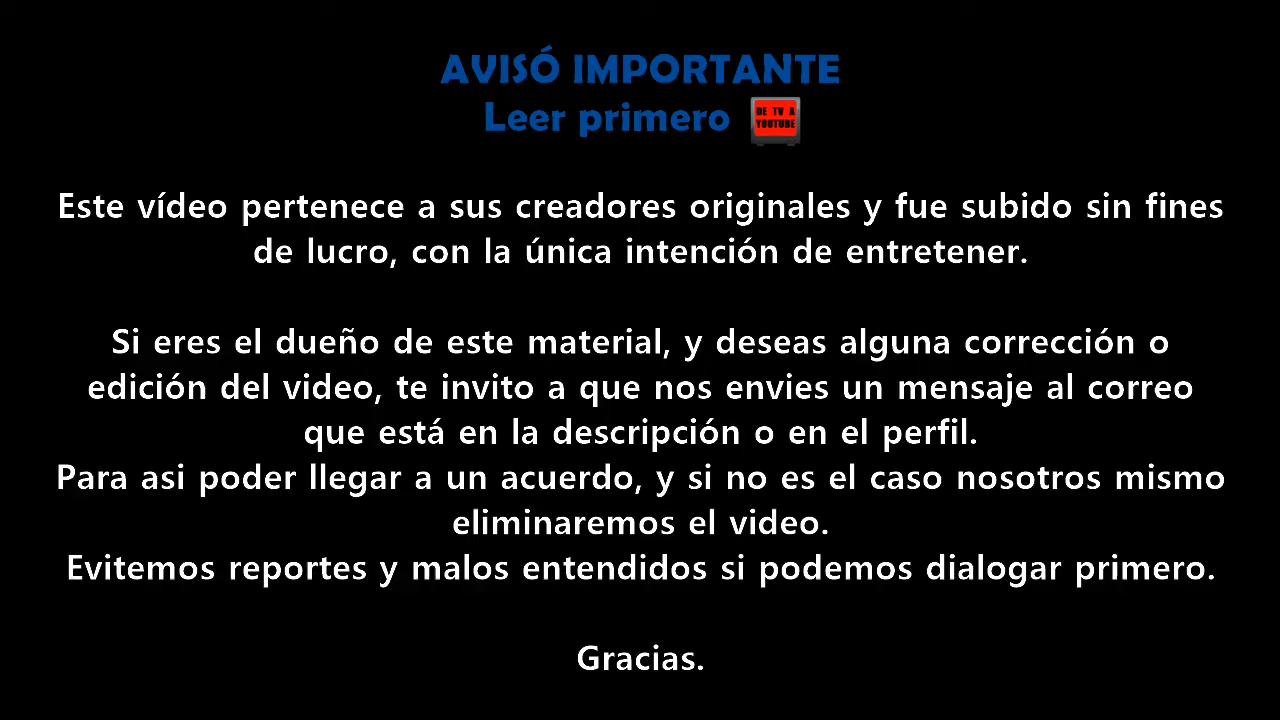 AVISÓ IMPORTANTE
Leer primero
DE TV A
YOUTUBE
Este vídeo pertenece a sus creadores originales y fue subido sin fines
de lucro, con la única intención de entretener.
Si eres el dueño de este material, y deseas alguna corrección o
edición del video, te invito a que nos envies un mensaje al correo
que está en la descripción o en el perfil.
Para asi poder llegar a un acuerdo, y si no es el caso nosotros mismo
eliminaremos el video.
Evitemos reportes y malos entendidos si podemos dialogar primero.
Gracias.